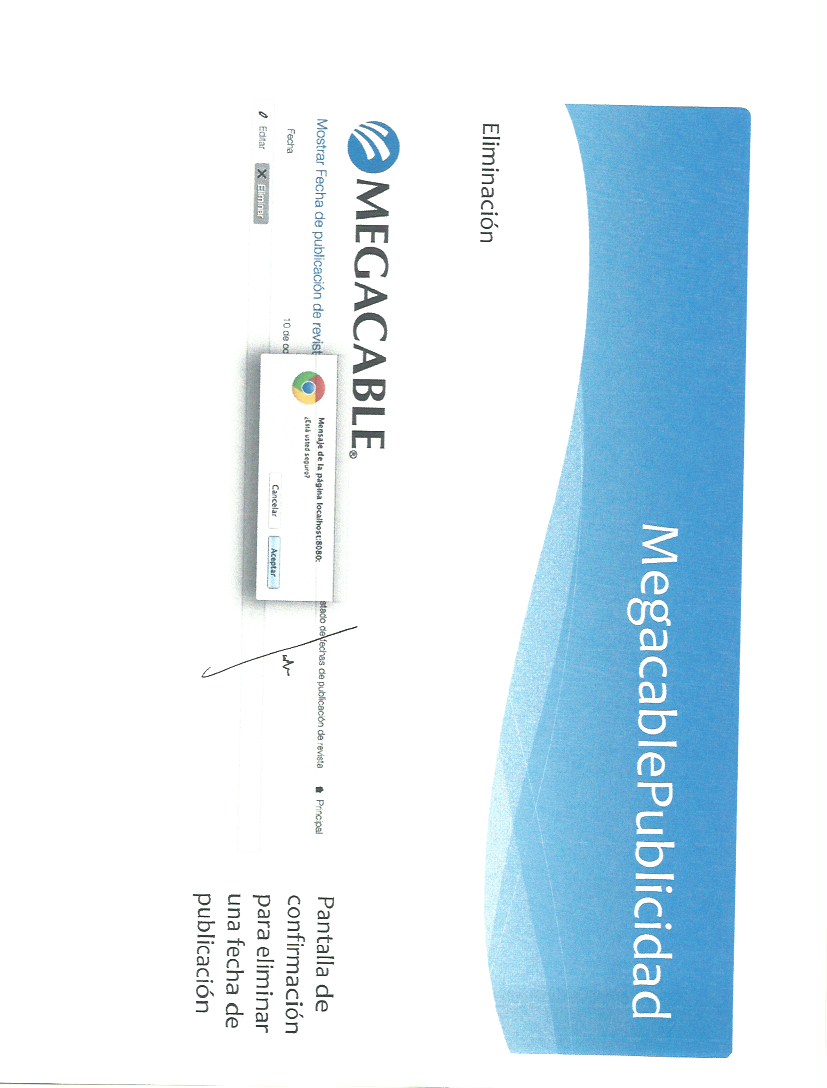 MegacablePublicidad
Eliminación
MEGACABLE®
Mostrar Fecha de publicación de revist
stado de fechas de publicación de revista
Principal
Fecha
10 de oc
Editar
Eliminar
Mensaje de la página localhost:8080:
¿Está usted seguro?
Cancelar
Aceptar
Pantalla de
confirmación
para eliminar
una fecha de
publicación